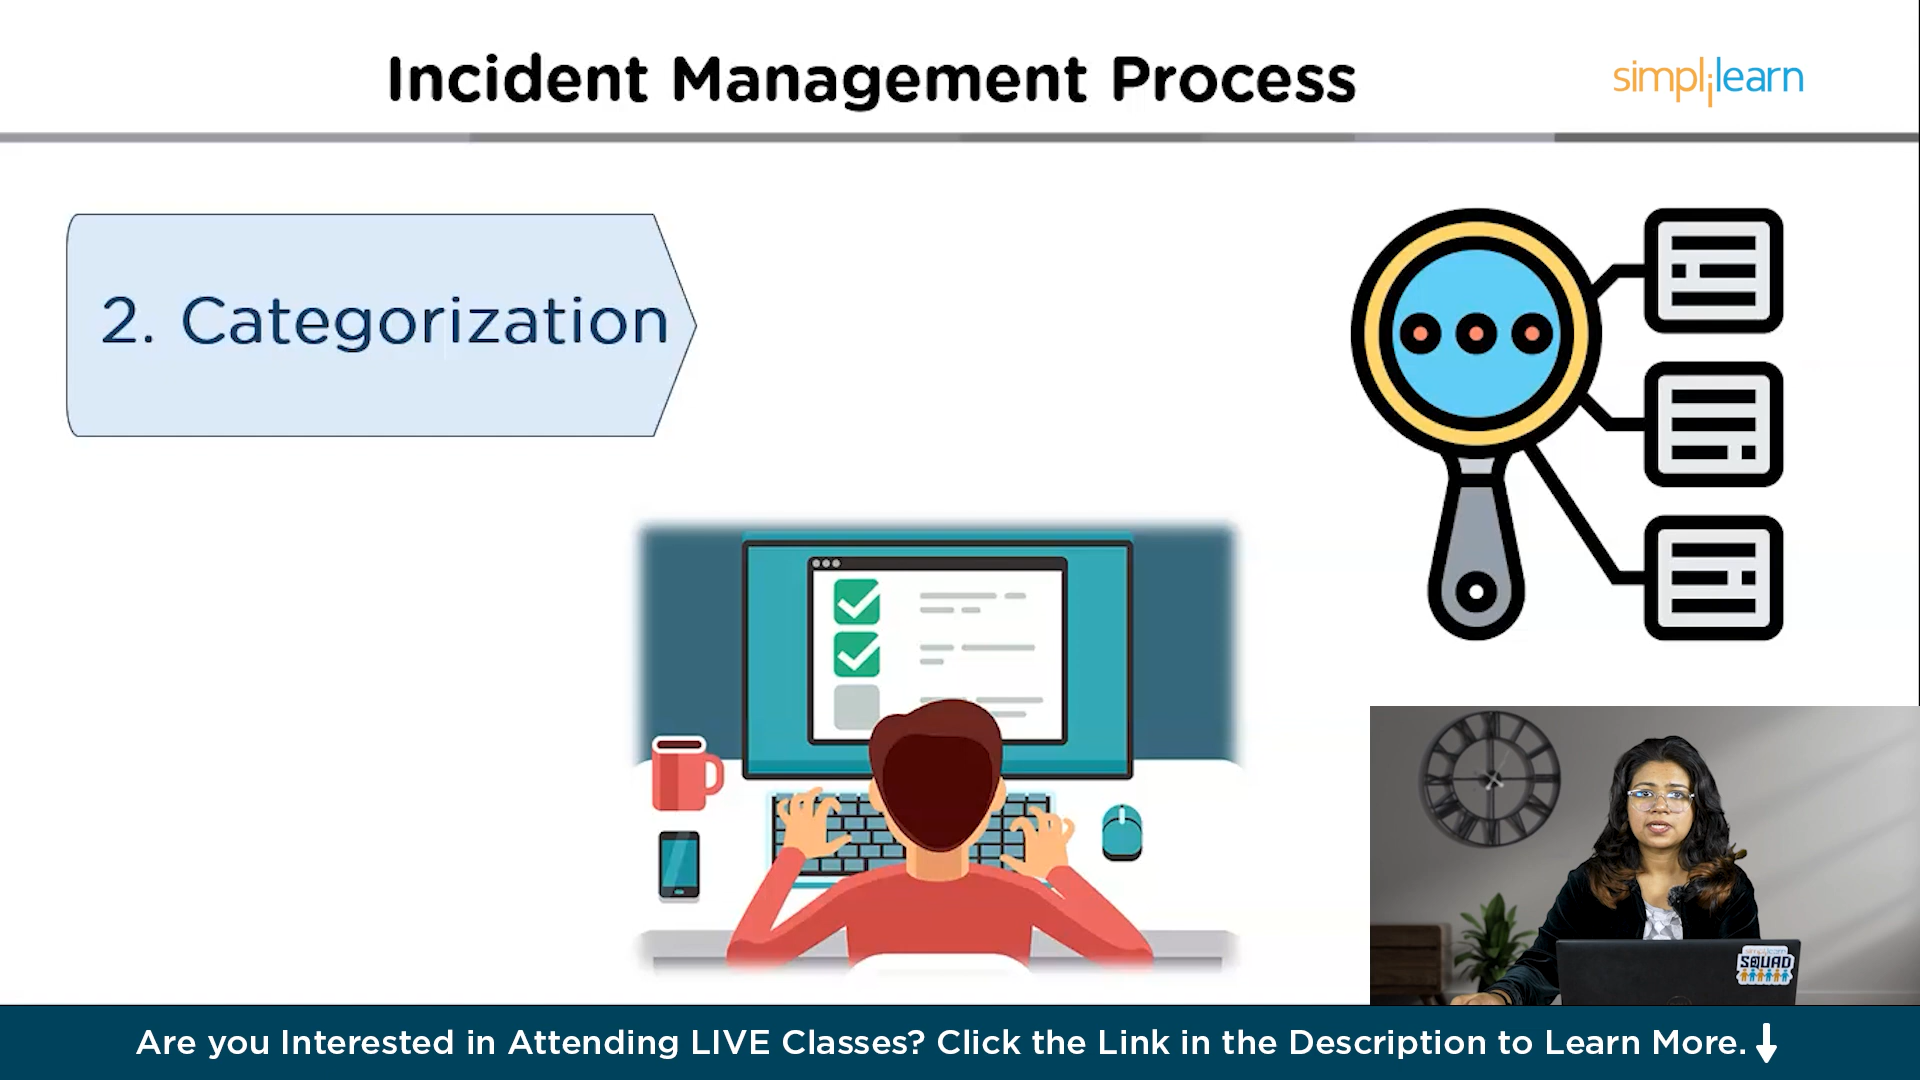 Incident Management Process
simplilearn
2. Categorization
simplilearn
SQUAD
Are you Interested in Attending LIVE Classes? Click the Link in the Description to Learn More.